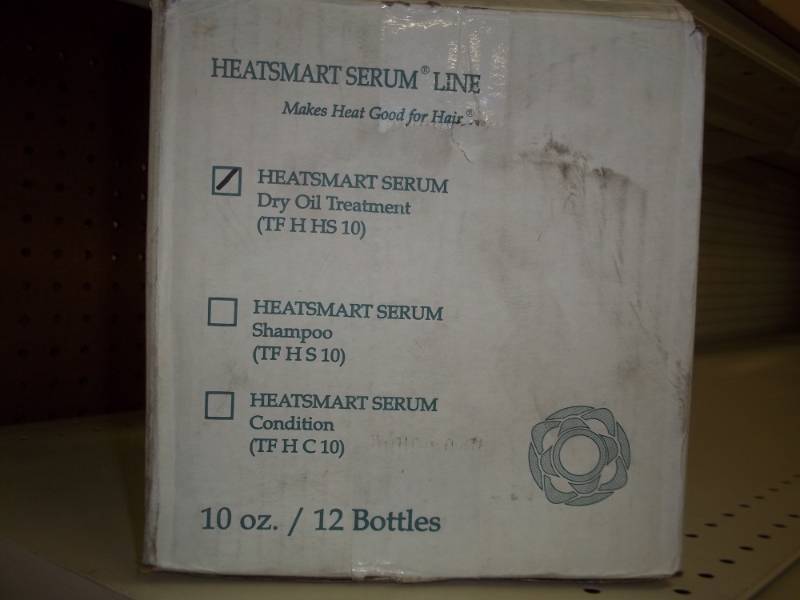 HEATSMART SERUM® LINE
Makes Heat Good for Hair®
HEATSMART SERUM
Dry Oil Treatment
(TF H HS 10)
HEATSMART SERUM
Shampoo
(TF H S 10)
HEATSMART SERUM
Condition
(TF H C 10)
10 oz. / 12 Bottles